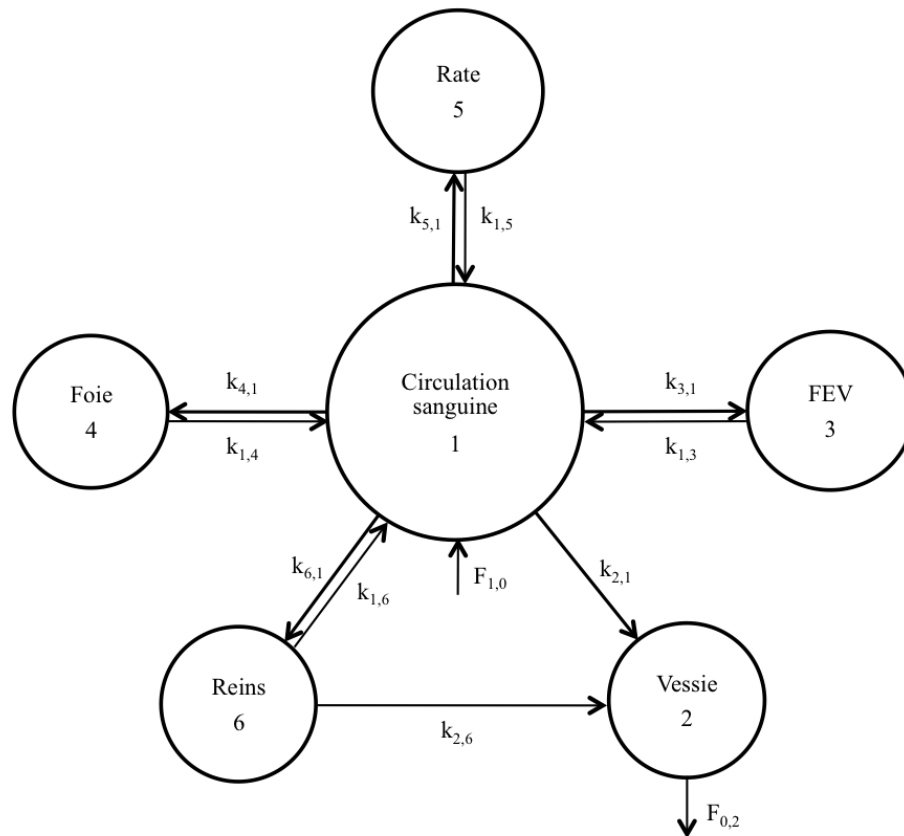 Rate
5
k5,1
k1,5
Foie
4
k4,1
k1,4
Circulation
sanguine
1
k3,1
k1,3
FEV
3
k6,1
k1,6
F1,0
k2,1
Reins
6
k2,6
Vessie
2
F0,2